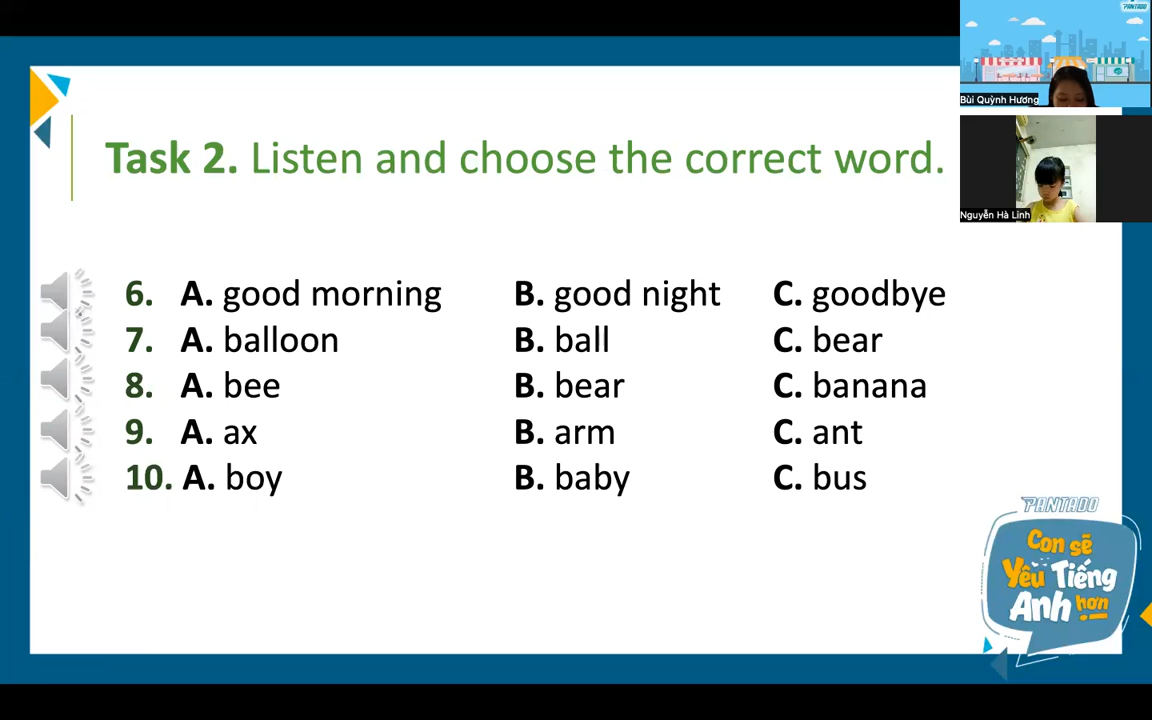 PANTADO
Bùi Quỳnh Hương
Nguyễn Hà Linh
Task 2. Listen and choose the correct word.
6. A. good morning B. good night C. goodbye
7. A. balloon B. ball C. bear
8. A. bee B. bear C. banana
9. A. ax B. arm C. ant
10. A. boy B. baby C. bus
PANTADO
Con sẽ
Yêu Tiếng
Anh hơn